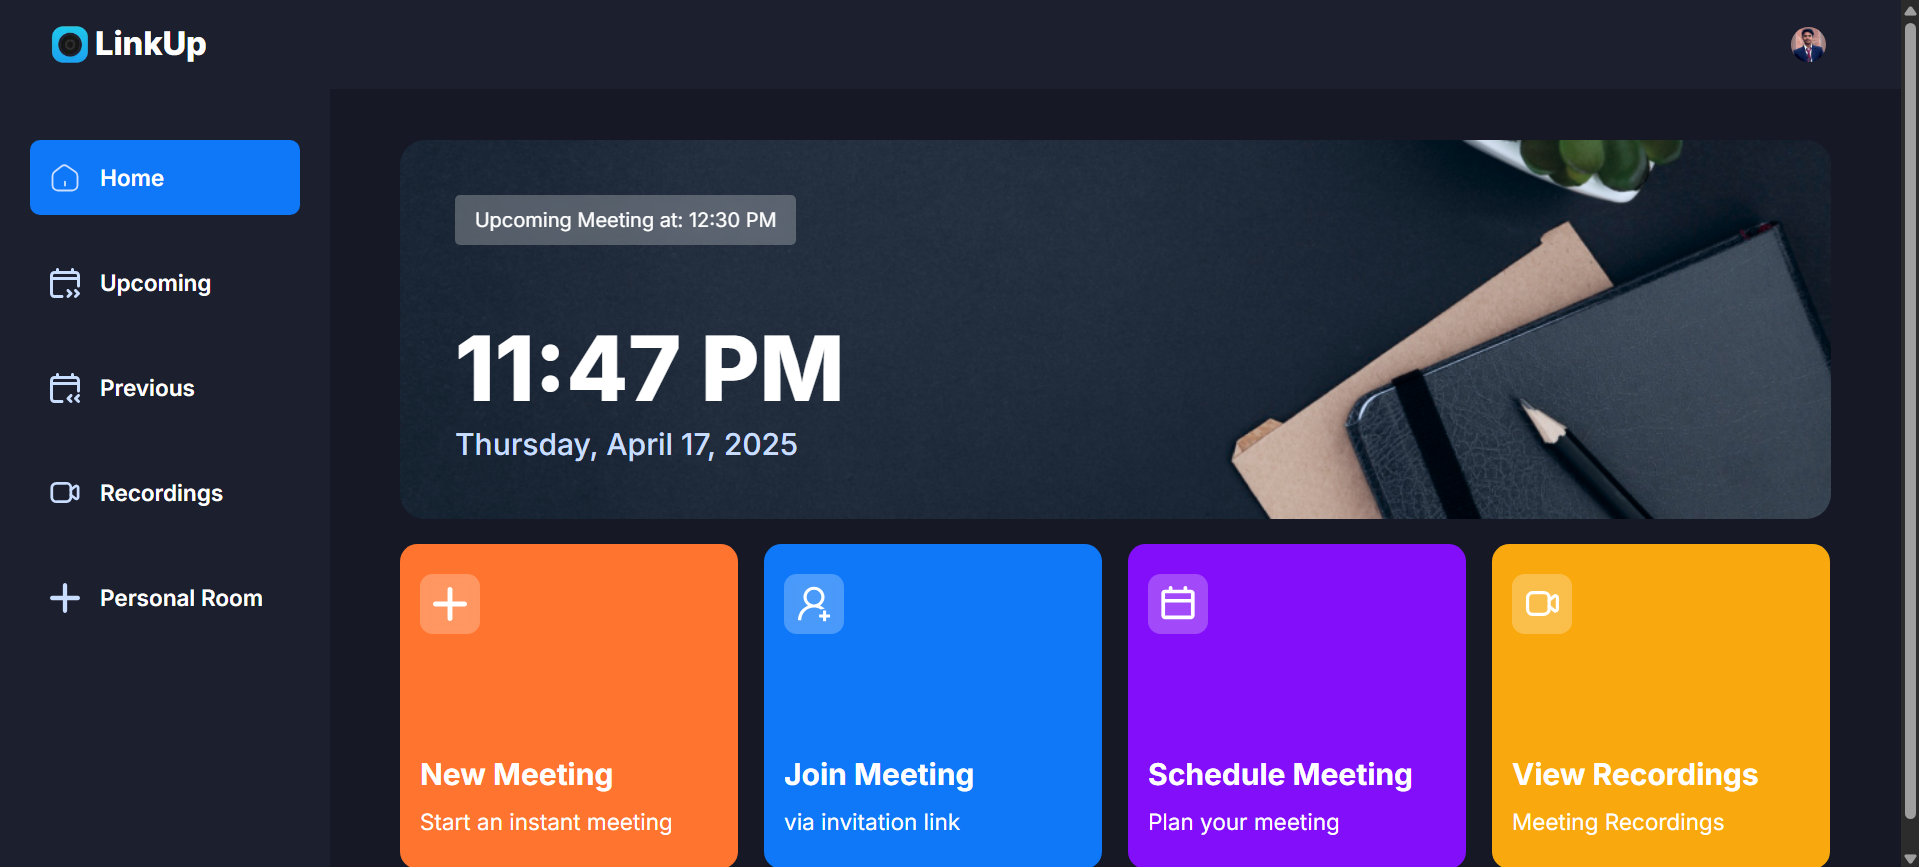 LinkUp
Home
Upcoming
Previous
Recordings
Personal Room
Upcoming Meeting at: 12:30 PM
11:47 PM
Thursday, April 17, 2025
New Meeting
Start an instant meeting
Join Meeting
via invitation link
Schedule Meeting
Plan your meeting
View Recordings
Meeting Recordings